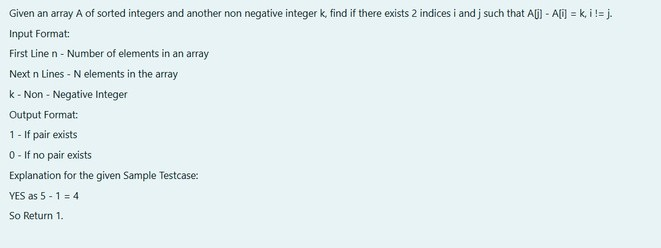 Given an array A of sorted integers and another non negative integer k, find if there exists 2 indices i and j such that A[j] - A[i] = k, i != j.
Input Format:
First Line n - Number of elements in an array
Next n Lines - N elements in the array
k - Non - Negative Integer
Output Format:
1 - If pair exists
0 - If no pair exists
Explanation for the given Sample Testcase:
YES as 5 - 1 = 4
So Return 1.